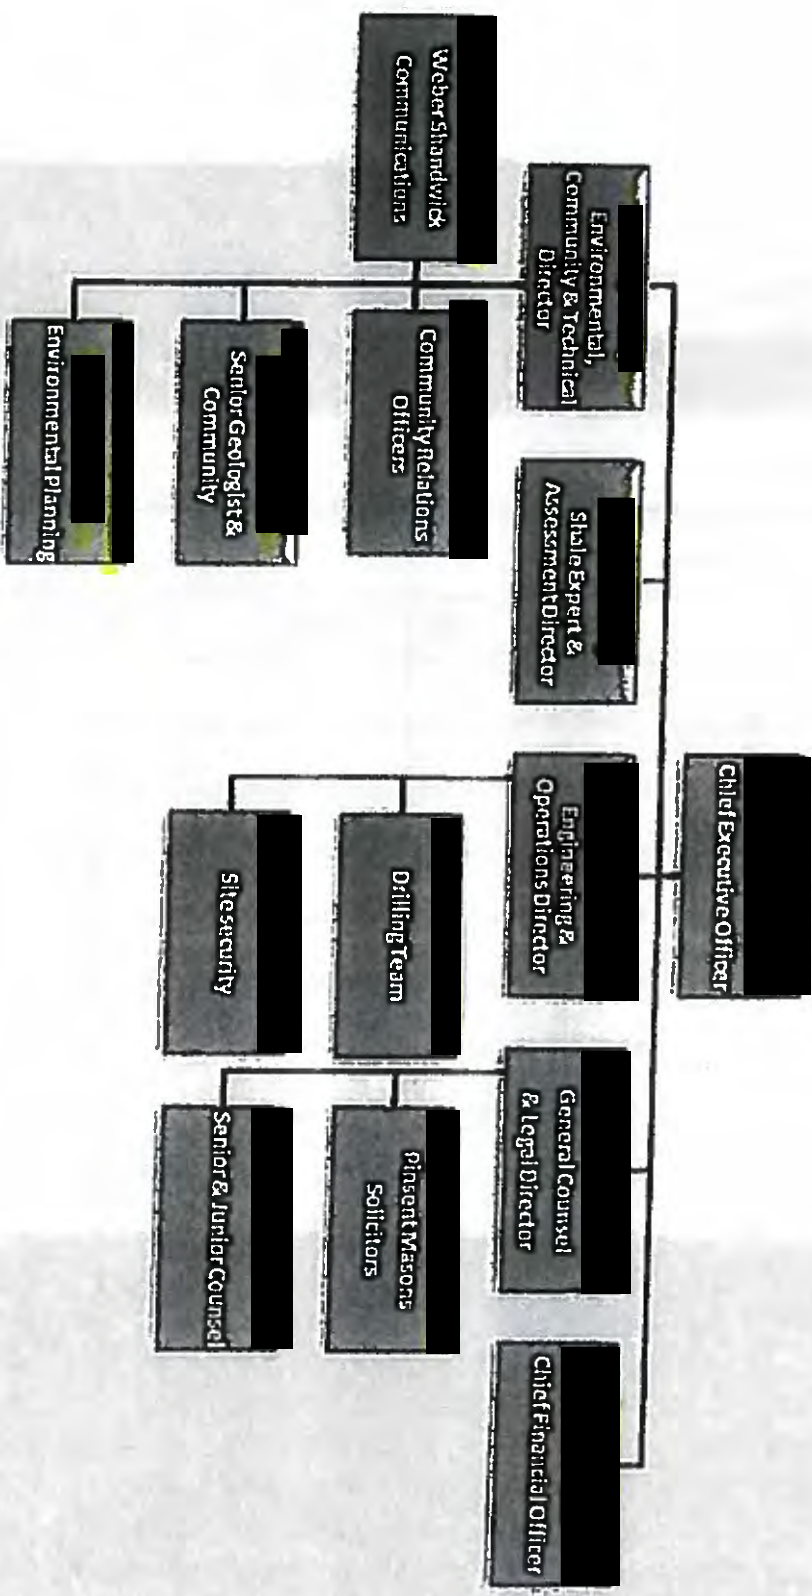 Chief Executive Officer
Environmental,
Community & Technical
Director
Shale Expert &
Assessment Director
Engineering &
Operations Director
General Counsel
& Legal Director
Chief Financial Officer
Weber Shandwick
Communications
Community Relations
Officers
Senior Geologist &
Community
Environmental Planning
Drilling Team
Site security
Pinsent Masons
Solicitors
Senior & Junior Counsel